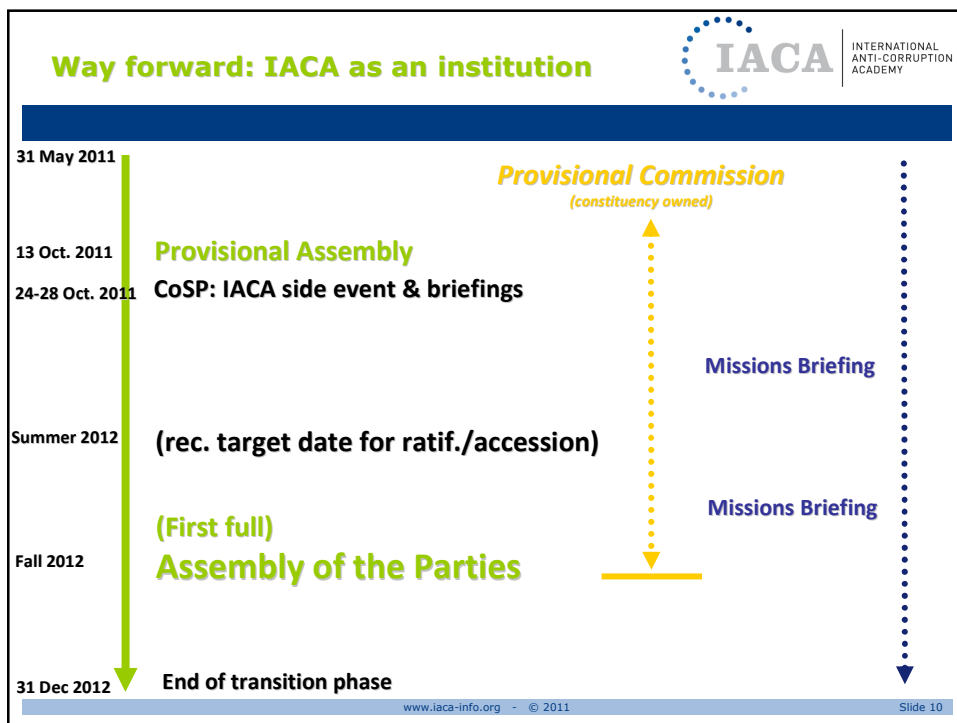 Way forward: IACA as an institution
IACA
INTERNATIONAL
ANTI-CORRUPTION
ACADEMY
31 May 2011
Provisional Commission
(constituency owned)
13 Oct. 2011
Provisional Assembly
24-28 Oct. 2011
CoSP: IACA side event & briefings
Missions Briefing
Summer 2012
(rec. target date for ratif./accession)
Missions Briefing
(First full)
Fall 2012
Assembly of the Parties
31 Dec 2012
End of transition phase
www.iaca-info.org - © 2011
Slide 10